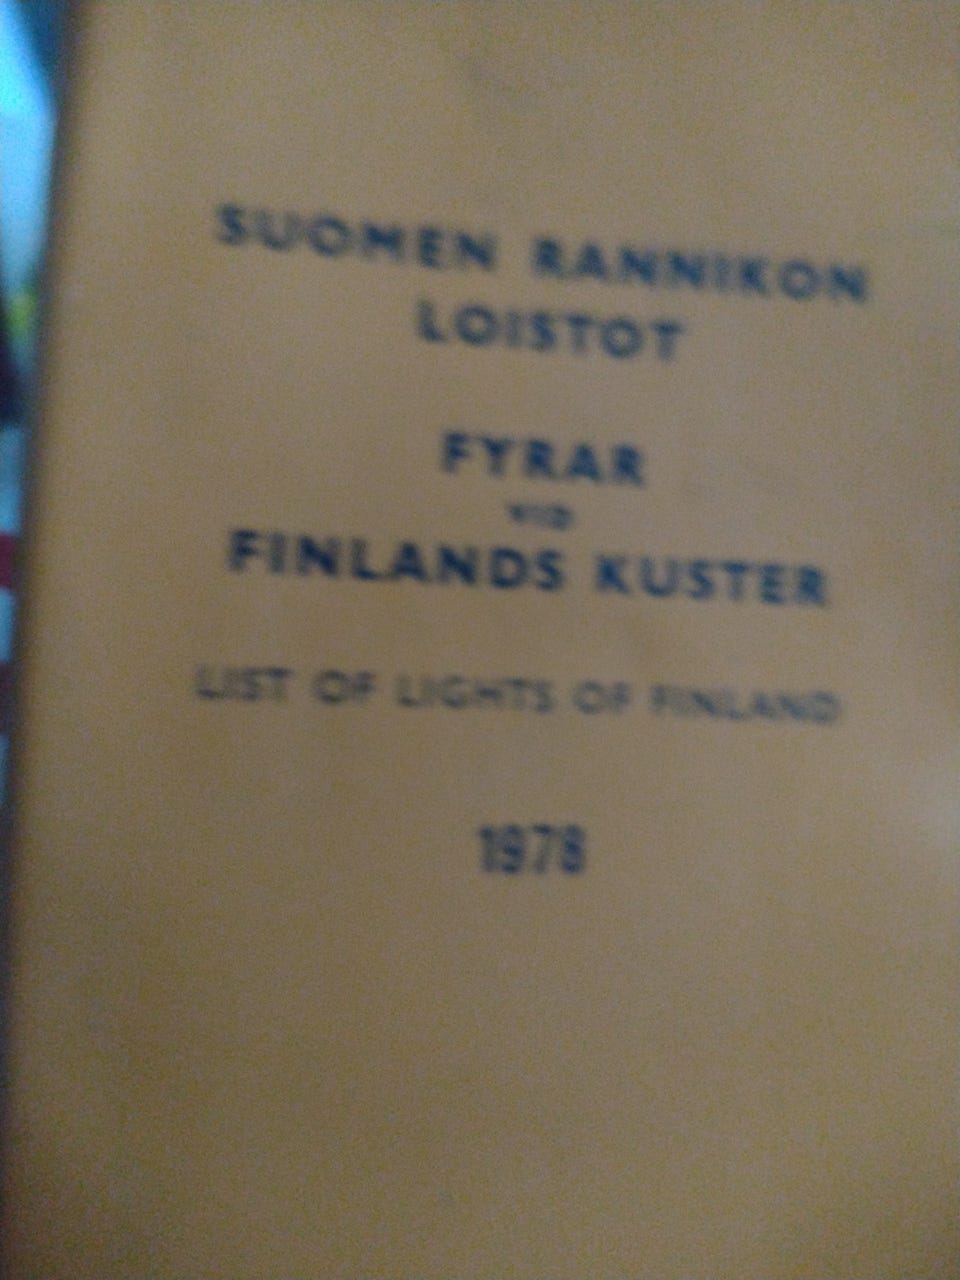 SUOMEN RANNIKON
LOISTOT
FYRAR
VID
FINLANDS KUSTER
LIST OF LIGHTS OF FINLAND
1978